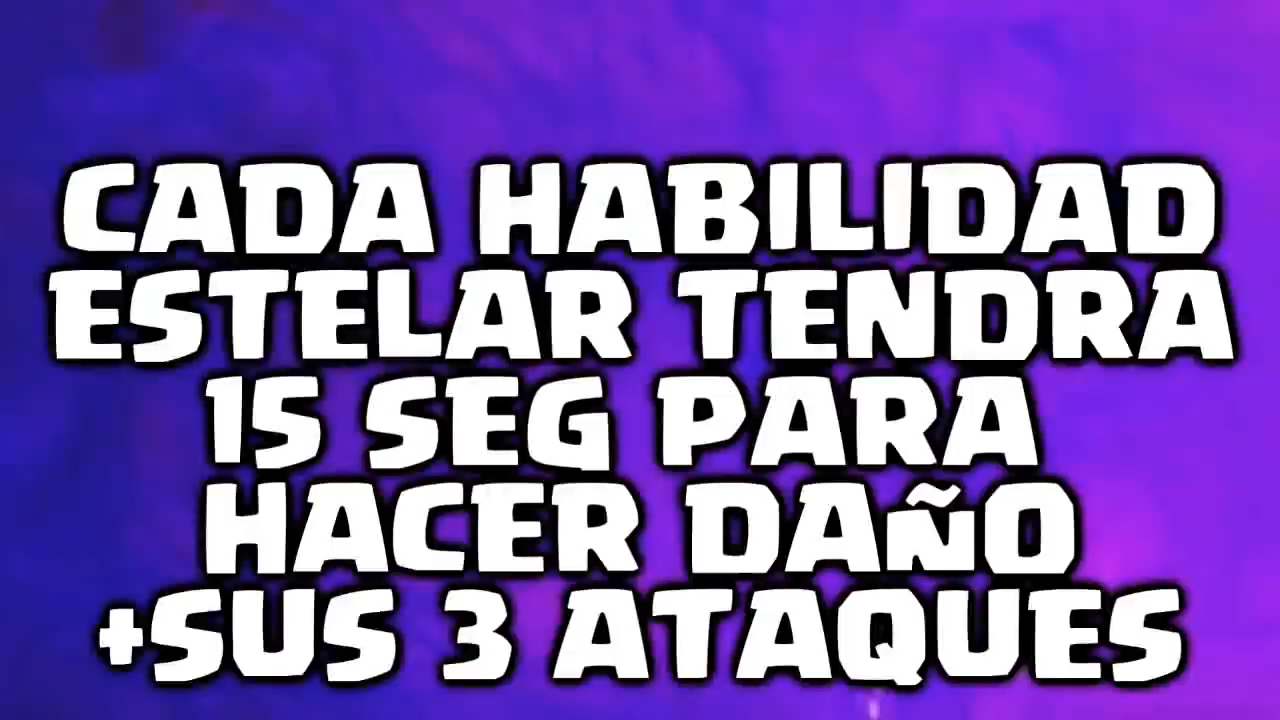 CADA HABILIDAD
ESTELAR TENDRA
15 SEG PARA
HACER DAÑO
+SUS 3 ATAQUES